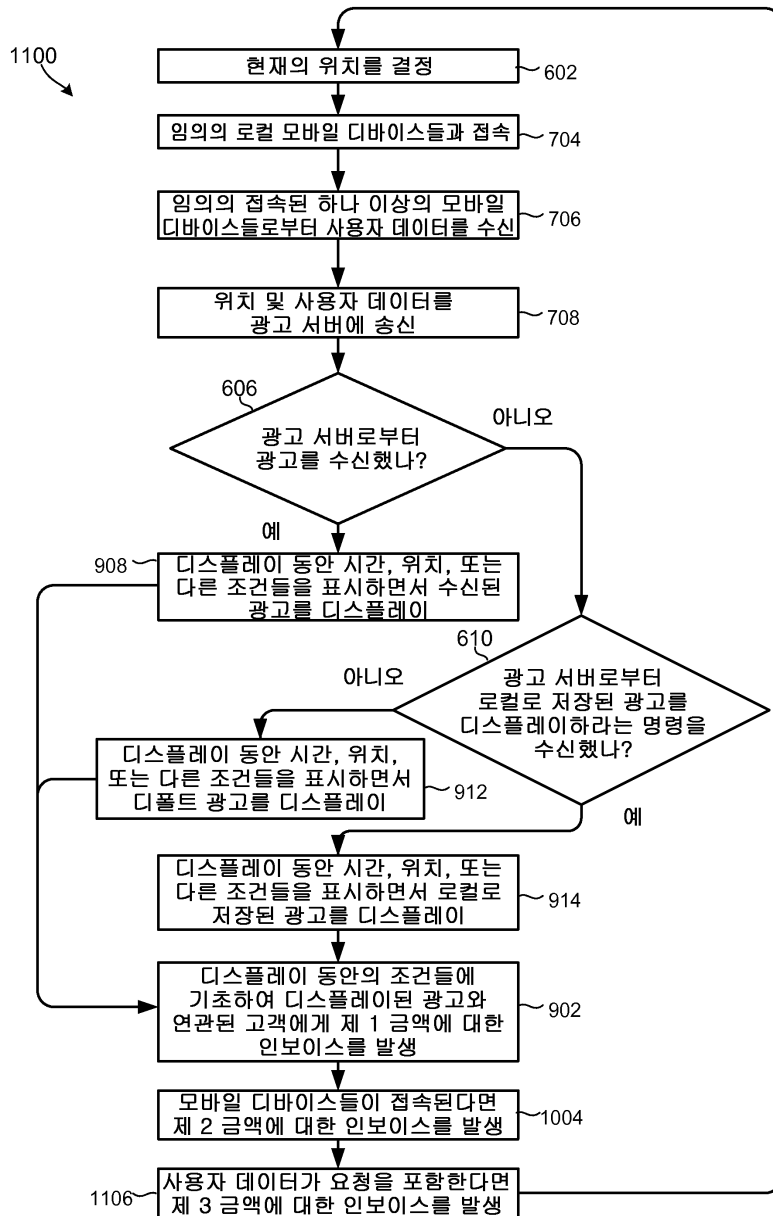 1100
현재의 위치를 결정
602
임의의 로컬 모바일 디바이스들과 접속
704
임의의 접속된 하나 이상의 모바일
디바이스들로부터 사용자 데이터를 수신
706
위치 및 사용자 데이터를
광고 서버에 송신
708
606
광고 서버로부터
광고를 수신했나?
아니오
예
908
디스플레이 동안 시간, 위치, 또는
다른 조건들을 표시하면서 수신된
광고를 디스플레이
610
광고 서버로부터
로컬로 저장된 광고를
디스플레이하라는 명령을
수신했나?
아니오
디스플레이 동안 시간, 위치,
또는 다른 조건들을 표시하면서
디폴트 광고를 디스플레이
912
예
디스플레이 동안 시간, 위치, 또는
다른 조건들을 표시하면서 로컬로
저장된 광고를 디스플레이
914
디스플레이 동안의 조건들에
기초하여 디스플레이된 광고와
연관된 고객에게 제 1 금액에 대한
인보이스를 발생
902
모바일 디바이스들이 접속된다면
제 2 금액에 대한 인보이스를 발생
1004
사용자 데이터가 요청을 포함한다면
제 3 금액에 대한 인보이스를 발생
1106